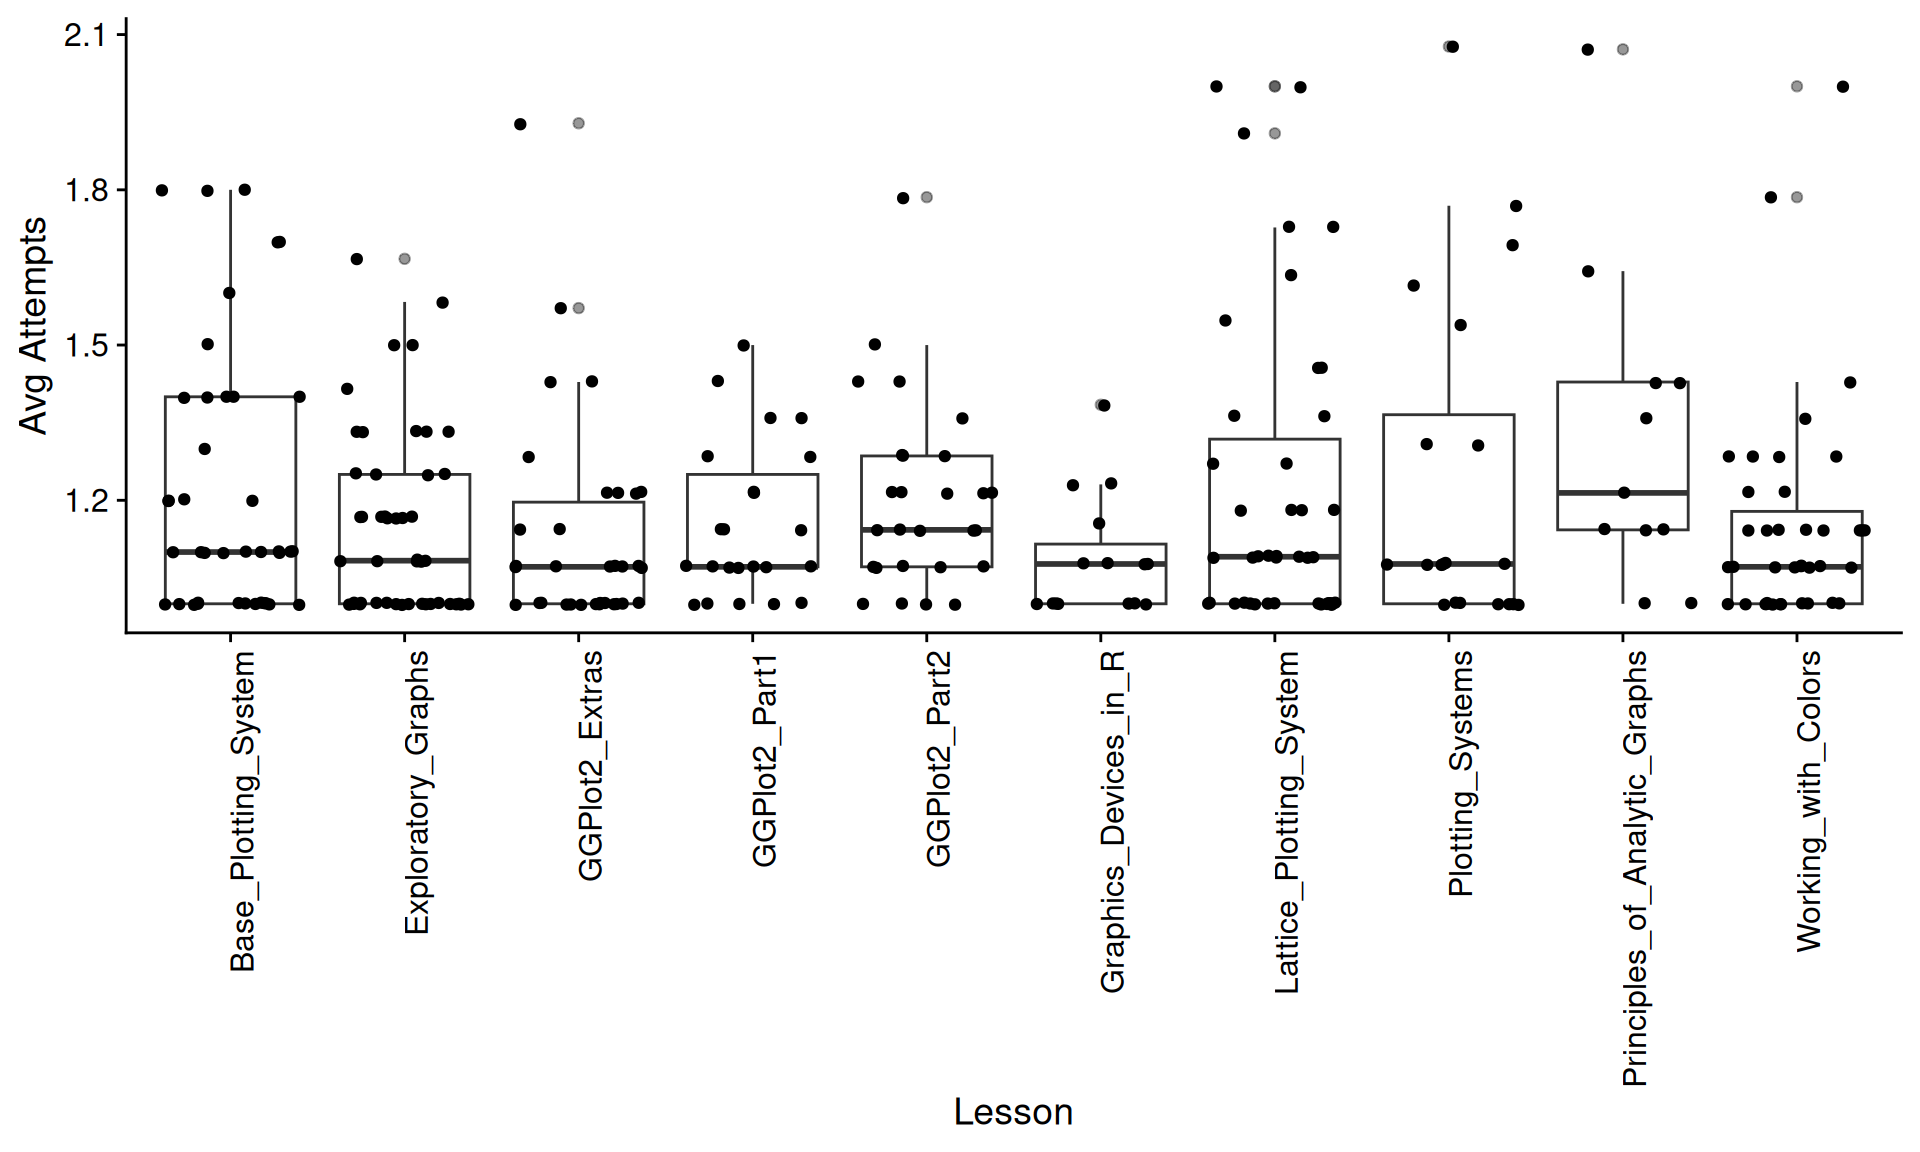 Avg Attempts
2.1
1.8
1.5
1.2
Base_Plotting_System
Exploratory_Graphs
GGPlot2_Extras
GGPlot2_Part1
GGPlot2_Part2
Graphics_Devices_in_R
Lattice_Plotting_System
Plotting_Systems
Principles_of_Analytic_Graphs
Working_with_Colors
Lesson